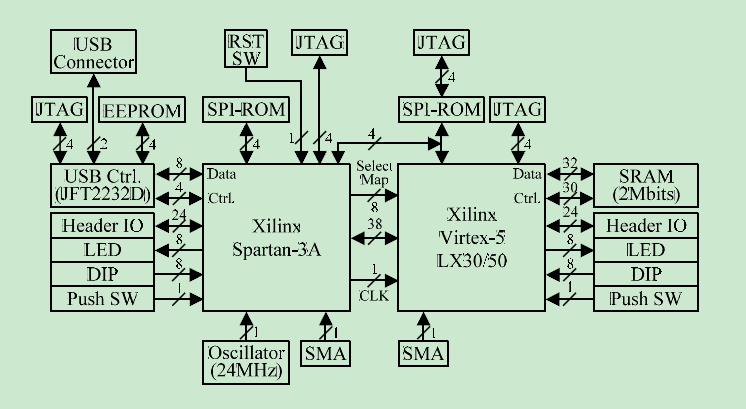 USB
Connector
RST
SW
JTAG
JTAG
JTAG
EEPROM
SPI-ROM
SPI-ROM
JTAG
4
4
2
4
4
1
4
4
4
4
USB Ctrl.
(JFT2232D)
8
Data
4
Ctrl.
Xilinx
Spartan-3A
Select
Map
8
38
1
CLK
Xilinx
Virtex-5
LX30/50
Data
32
Ctrl.
30
SRAM
(2Mbits)
Header IO
24
24
Header IO
LED
8
8
LED
DIP
8
8
DIP
Push SW
1
1
Push SW
1
1
1
Oscillator
(24MHz)
SMA
SMA